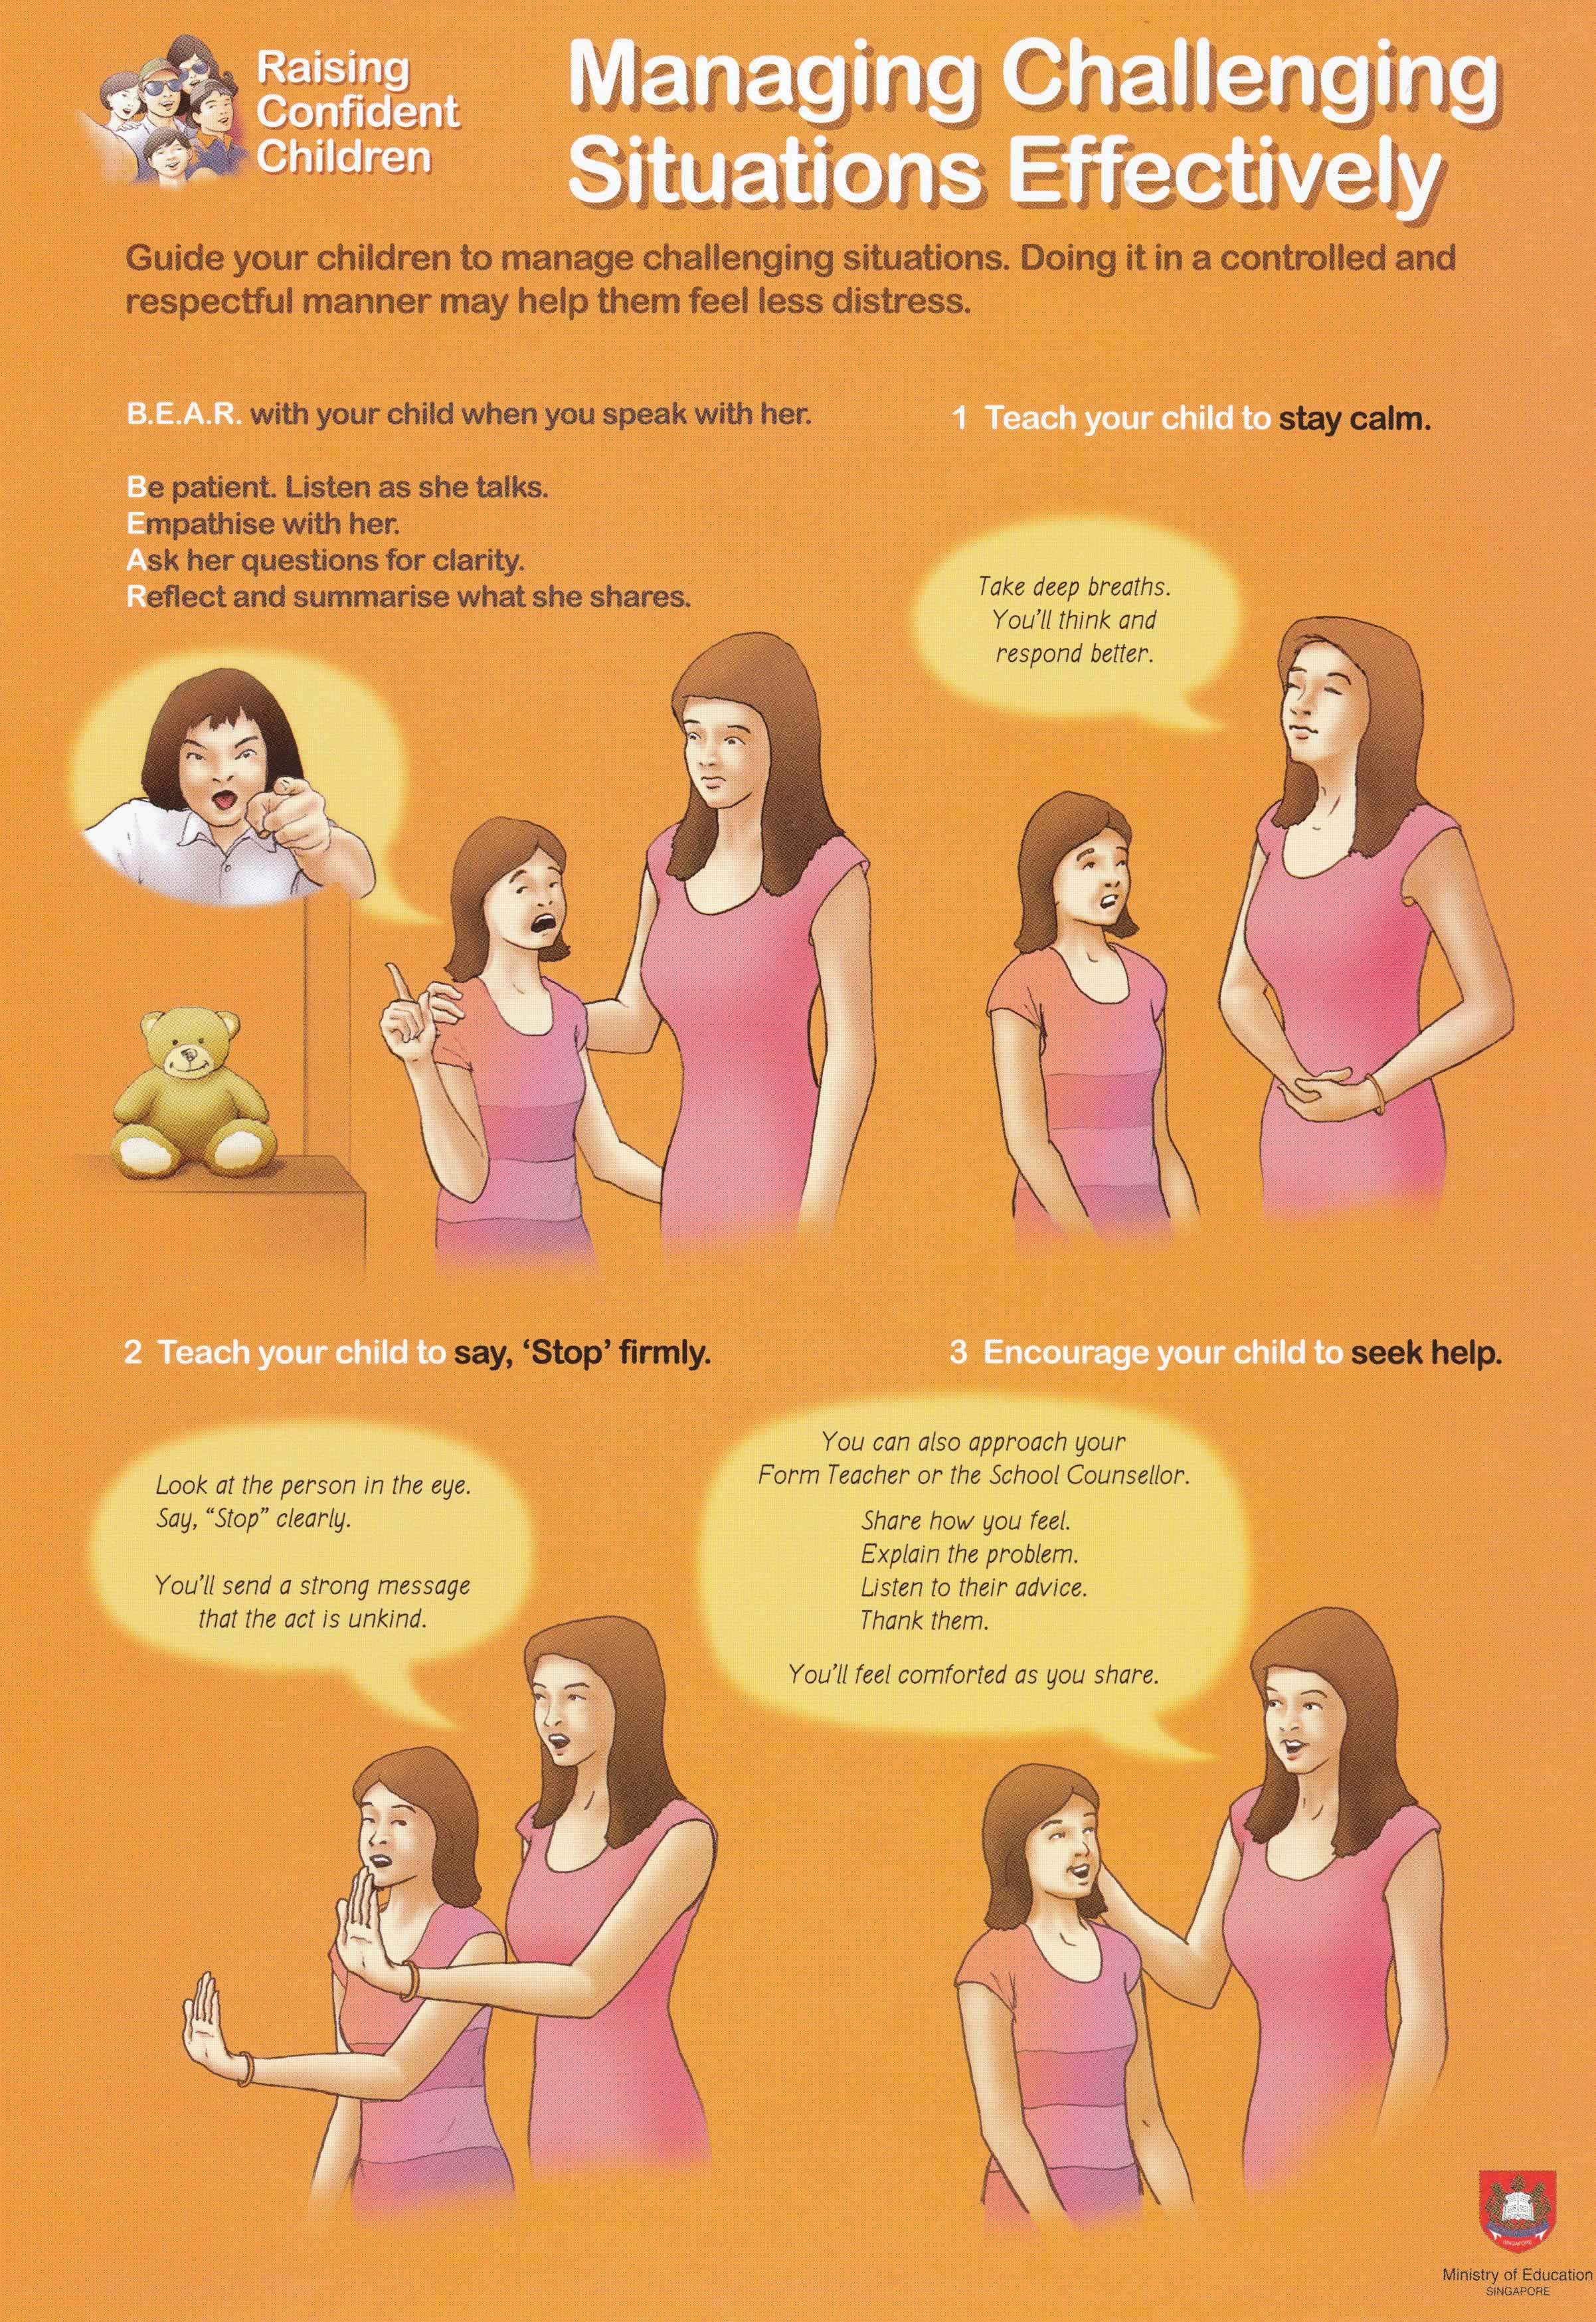 Raising
Confident
Children
Managing Challenging
Situations Effectively
Guide your children to manage challenging situations. Doing it in a controlled and
respectful manner may help them feel less distress.
B.E.A.R. with your child when you speak with her.
Be patient. Listen as she talks.
Empathise with her.
Ask her questions for clarity.
Reflect and summarise what she shares.
1 Teach your child to stay calm.
Take deep breaths.
You'll think and
respond better.
2 Teach your child to say, ‘Stop’ firmly.
Look at the person in the eye.
Say, “Stop” clearly.
You'll send a strong message
that the act is unkind.
3 Encourage your child to seek help.
You can also approach your
Form Teacher or the School Counsellor.
Share how you feel.
Explain the problem.
Listen to their advice.
Thank them.
You'll feel comforted as you share.
SINGAPORE
Ministry of Education
SINGAPORE